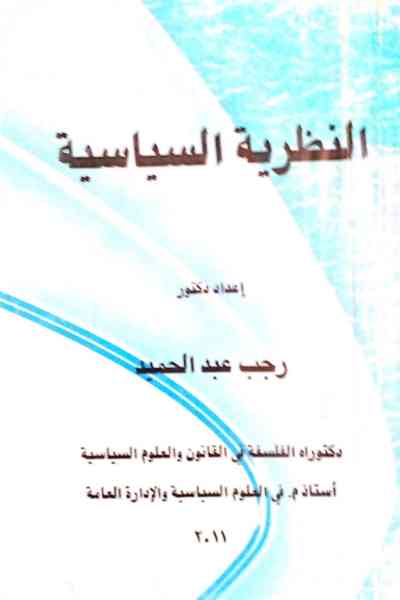 النظرية السياسية
إعداد دكتور
رجب عبد الحميد
دكتوراه الفلسفة في القانون والعلوم السياسية
أستاذ م. في العلوم السياسية والإدارة العامة
٢٠١١